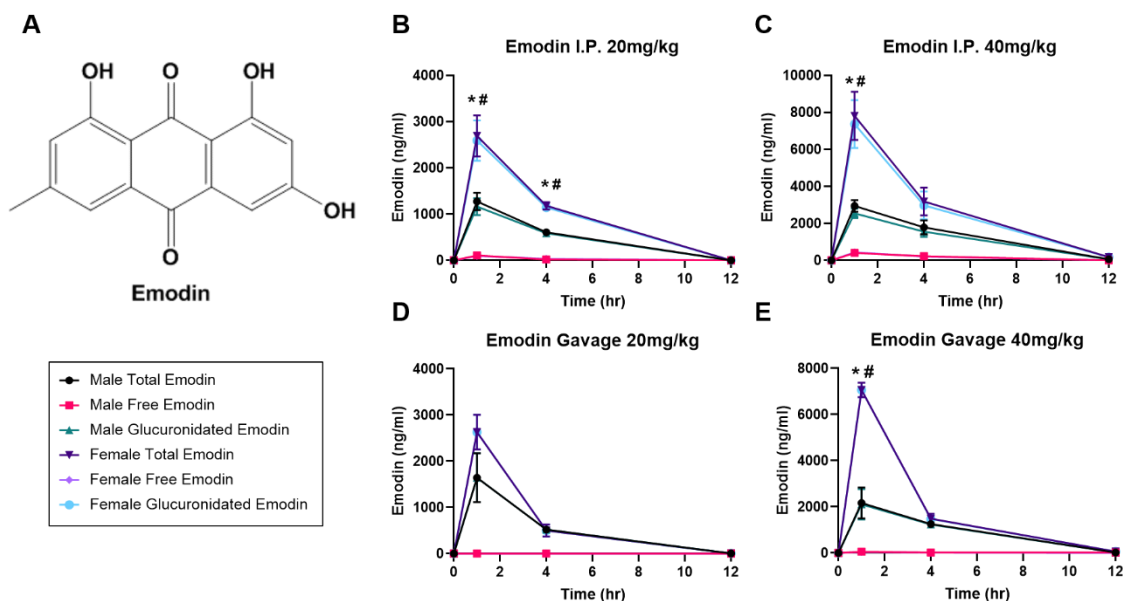 A
OH
O
OH
OH
O
Emodin
Male Total Emodin
Male Free Emodin
Male Glucuronidated Emodin
Female Total Emodin
Female Free Emodin
Female Glucuronidated Emodin
B
Emodin I.P. 20mg/kg
Emodin (ng/ml)
4000
3000
2000
1000
0
*#
*#
0 2 4 6 8 10 12
Time (hr)
C
Emodin I.P. 40mg/kg
Emodin (ng/ml)
10000
8000
6000
4000
2000
0
*#
0 2 4 6 8 10 12
Time (hr)
D
Emodin Gavage 20mg/kg
Emodin (ng/ml)
4000
3000
2000
1000
0
0 2 4 6 8 10 12
Time (hr)
E
Emodin Gavage 40mg/kg
Emodin (ng/ml)
8000
6000
4000
2000
0
*#
0 2 4 6 8 10 12
Time (hr)